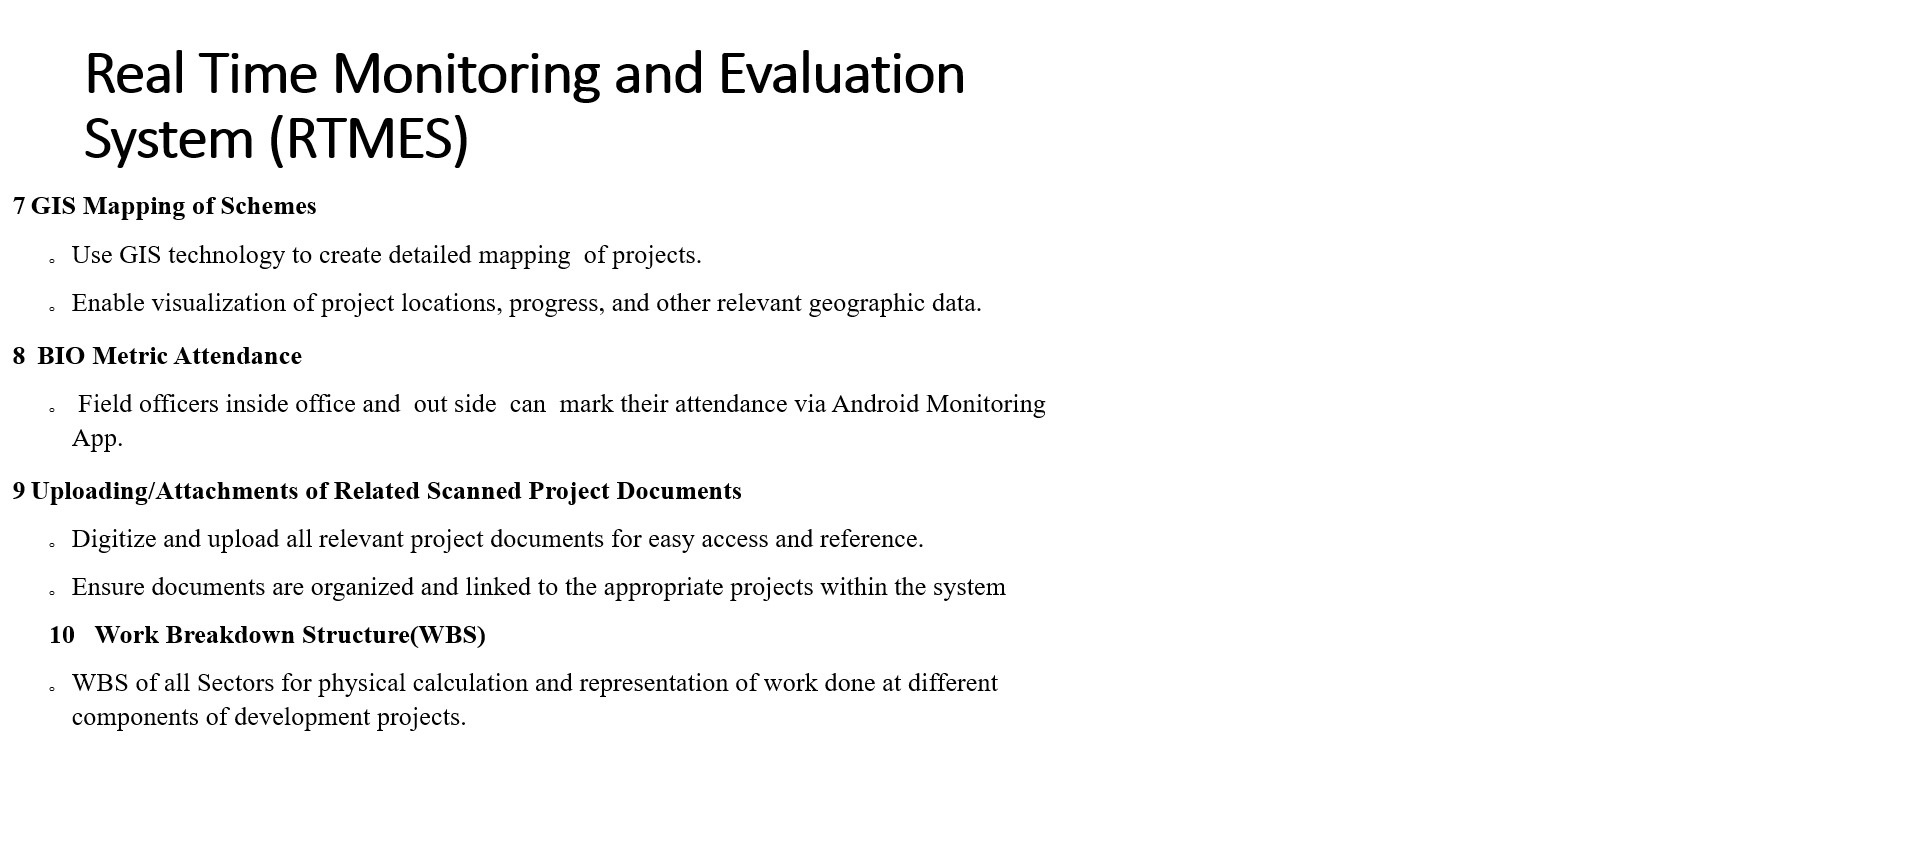 Real Time Monitoring and Evaluation
System (RTMES)
7 GIS Mapping of Schemes
◦ Use GIS technology to create detailed mapping  of projects.
◦ Enable visualization of project locations, progress, and other relevant geographic data.
8  BIO Metric Attendance
◦  Field officers inside office and  out side  can  mark their attendance via Android Monitoring
App.
9 Uploading/Attachments of Related Scanned Project Documents
◦ Digitize and upload all relevant project documents for easy access and reference.
◦ Ensure documents are organized and linked to the appropriate projects within the system
10   Work Breakdown Structure(WBS)
◦ WBS of all Sectors for physical calculation and representation of work done at different
components of development projects.